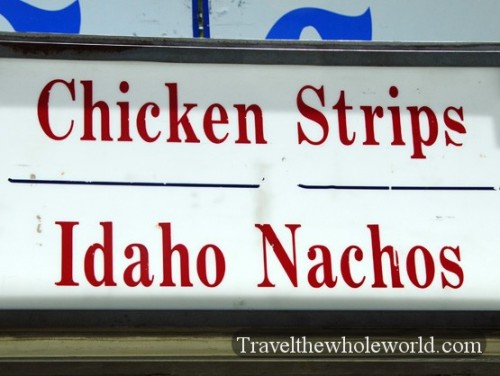 Chicken Strips
Idaho Nachos
Travelthewholeworld.com